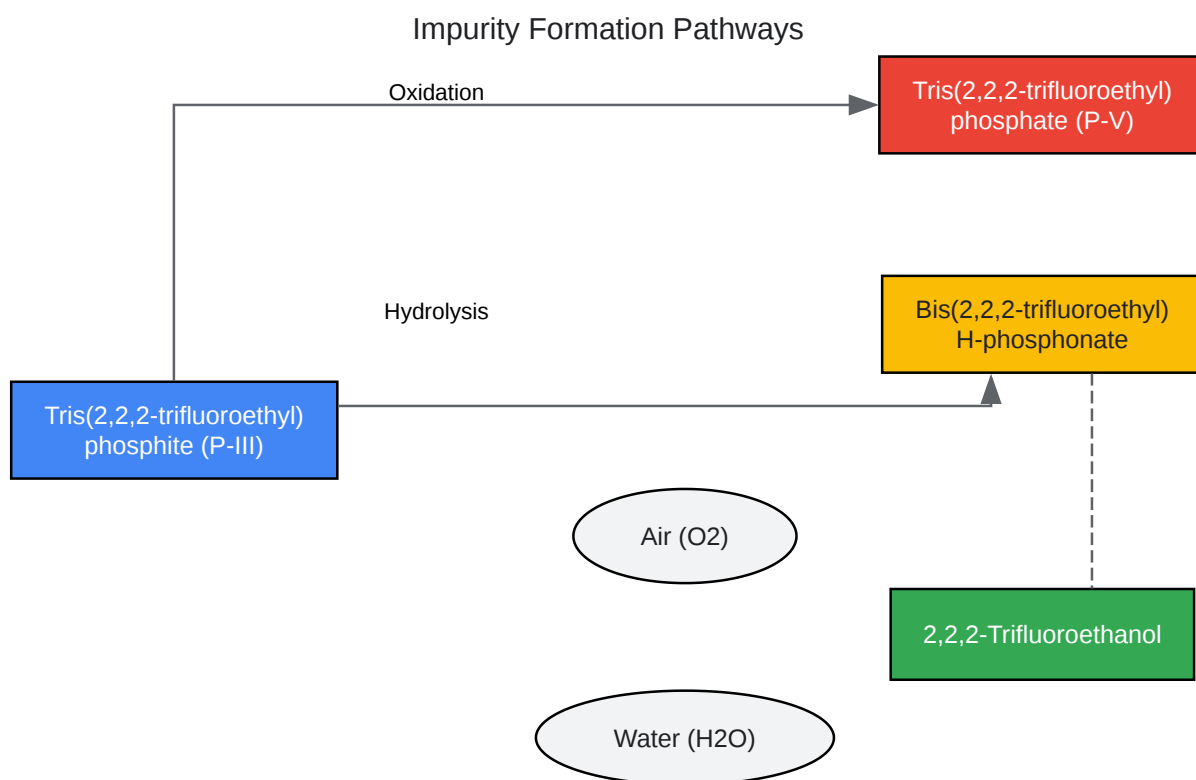 Impurity Formation Pathways
Oxidation
Tris(2,2,2-trifluoroethyl)
phosphate (P-V)
Hydrolysis
Bis(2,2,2-trifluoroethyl)
H-phosphonate
Tris(2,2,2-trifluoroethyl)
phosphite (P-III)
Air (O2)
2,2,2-Trifluoroethanol
Water (H2O)